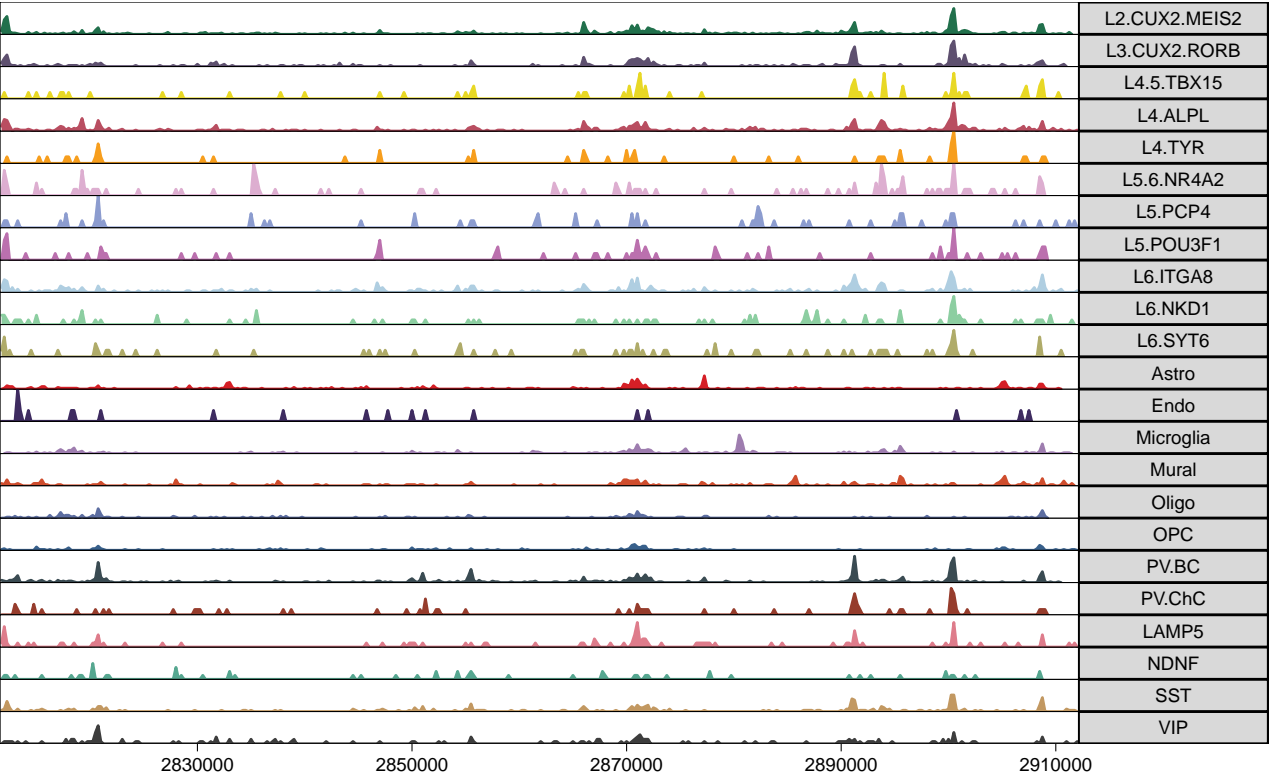 L2.CUX2.MEIS2
L3.CUX2.RORB
L4.5.TBX15
L4.ALPL
L4.TYR
L5.6.NR4A2
L5.PCP4
L5.POU3F1
L6.ITGA8
L6.NKD1
L6.SYT6
Astro
Endo
Microglia
Mural
Oligo
OPC
PV.BC
PV.ChC
LAMP5
NDNF
SST
VIP
2830000 2850000 2870000 2890000 2910000